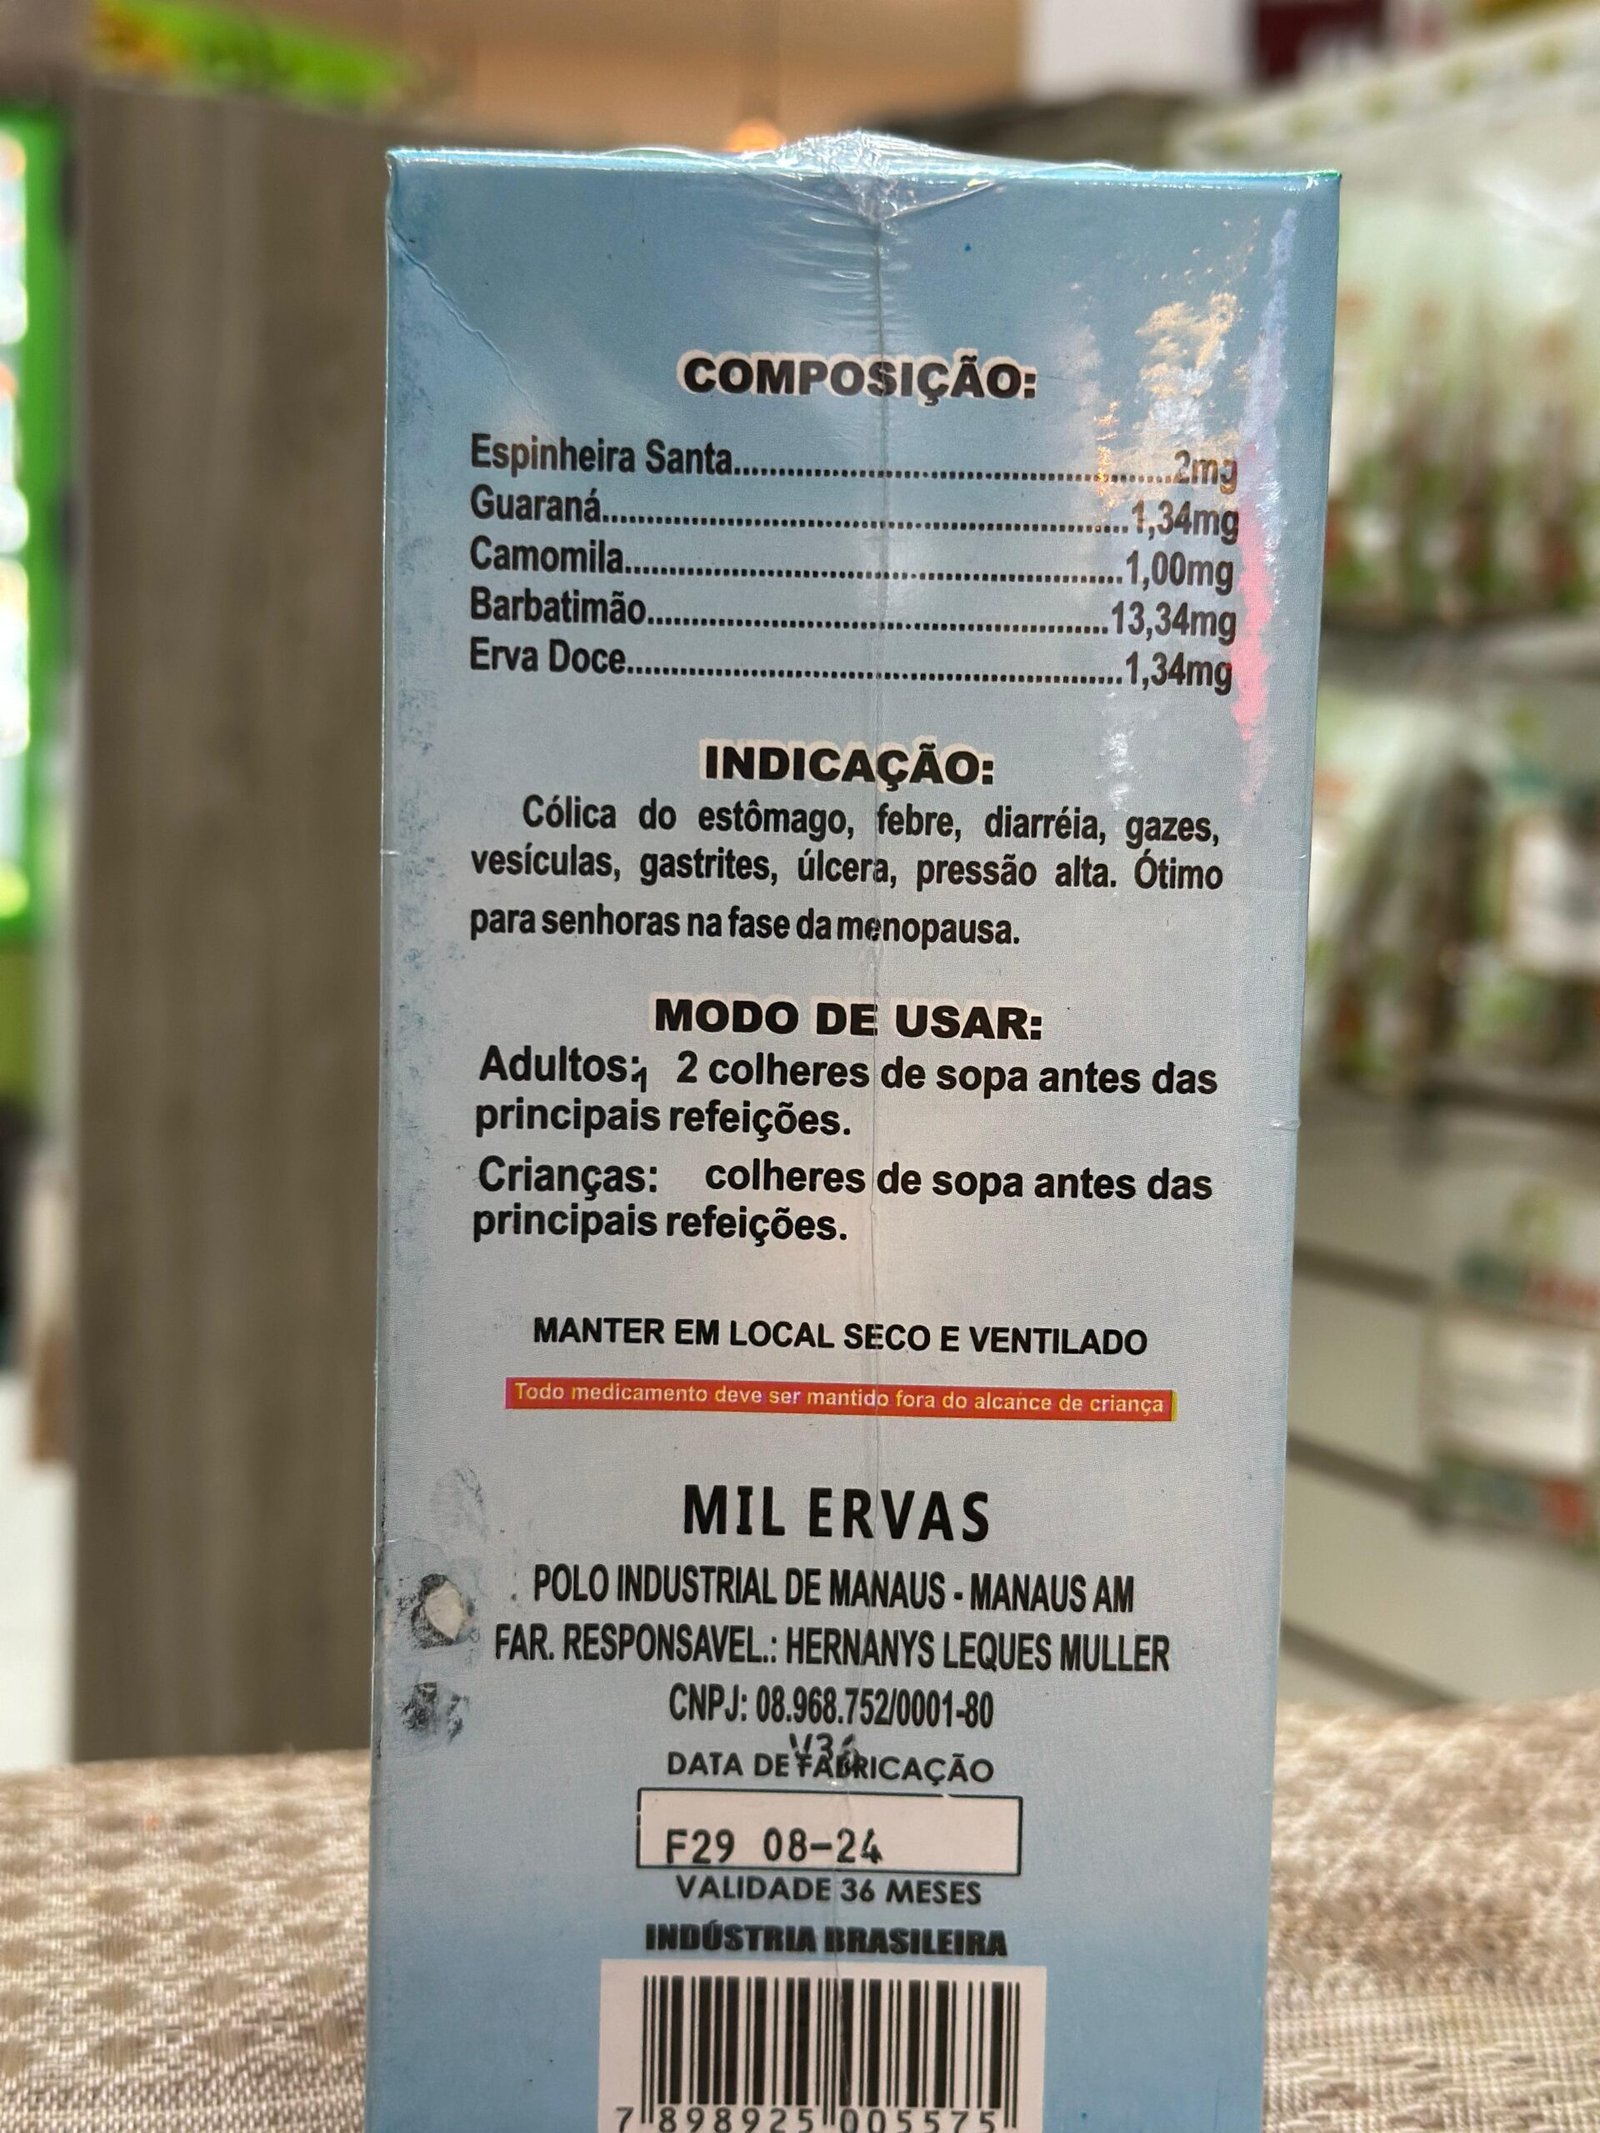 COMPOSIÇÃO:
Espinheira Santa..........................................................2mg
Guaraná..........................................................1,34mg
Camomila..........................................................1,00mg
Barbatimão..........................................................13,34mg
Erva Doce..........................................................1,34mg
INDICAÇÃO:
Cólica do estômago, febre, diarréia, gazes,
vesículas, gastrites, úlcera, pressão alta. Ótimo
para senhoras na fase da menopausa.
MODO DE USAR:
Adultos: 2 colheres de sopa antes das
principais refeições.
Crianças: colheres de sopa antes das
principais refeições.
MANTER EM LOCAL SECO E VENTILADO
Todo medicamento deve ser mantido fora do alcance de criança
MIL ERVAS
POLO INDUSTRIAL DE MANAUS - MANAUS AM
FAR. RESPONSAVEL.: HERNANYS LEQUES MULLER
CNPJ: 08.968.752/0001-80
DATA DE FABRICAÇÃO
F29 08-24
VALIDADE 36 MESES
INDÚSTRIA BRASILEIRA
7 898925 005575